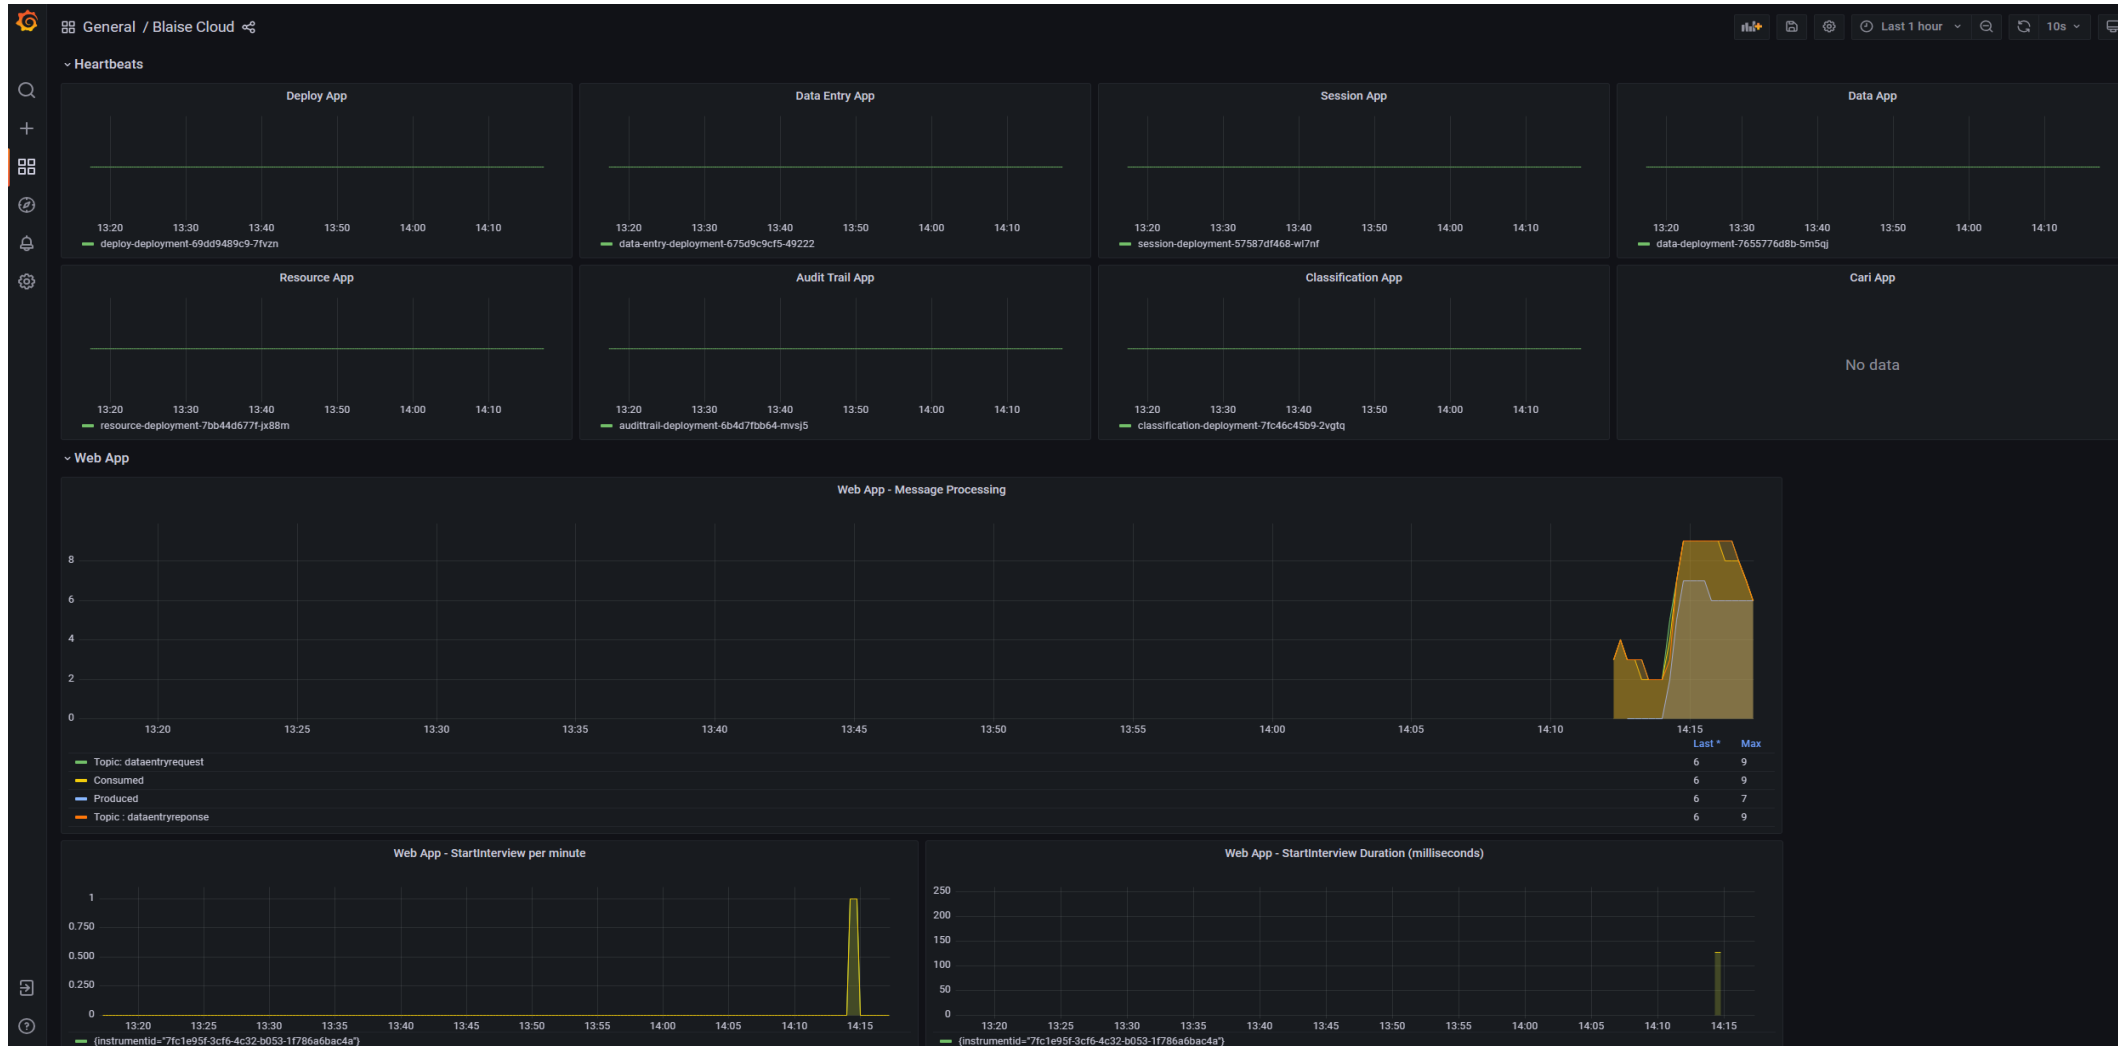 General / Blaise Cloud
Last 1 hour
10s
Heartbeats
Deploy App
13:20 13:30 13:40 13:50 14:00 14:10
deploy-deployment-69dd9489c9-7fvzn
Data Entry App
13:20 13:30 13:40 13:50 14:00 14:10
data-entry-deployment-675d9c9cf5-49222
Session App
13:20 13:30 13:40 13:50 14:00 14:10
session-deployment-57587df468-wl7nf
Data App
13:20 13:30 13:40 13:50 14:00 14:10
data-deployment-7655776d8b-5m5qj
Resource App
13:20 13:30 13:40 13:50 14:00 14:10
resource-deployment-7bb44d677f-jx88m
Audit Trail App
13:20 13:30 13:40 13:50 14:00 14:10
audittrail-deployment-6b4d7fbb64-mvsj5
Classification App
13:20 13:30 13:40 13:50 14:00 14:10
classification-deployment-7fc46c45b9-2vgtq
Cari App
No data
Web App
Web App - Message Processing
8
6
4
2
0
13:20 13:25 13:30 13:35 13:40 13:45 13:50 13:55 14:00 14:05 14:10 14:15
Last * Max
Topic: dataentryrequest 6 9
Consumed 6 9
Produced 6 7
Topic : dataentryreponse 6 9
Web App - StartInterview per minute
1
0.750
0.500
0.250
0
13:20 13:25 13:30 13:35 13:40 13:45 13:50 13:55 14:00 14:05 14:10 14:15
{instrumentid="7fc1e95f-3cf6-4c32-b053-1f786a6bac4a"}
Web App - StartInterview Duration (milliseconds)
250
200
150
100
50
0
13:20 13:25 13:30 13:35 13:40 13:45 13:50 13:55 14:00 14:05 14:10 14:15
{instrumentid="7fc1e95f-3cf6-4c32-b053-1f786a6bac4a"}